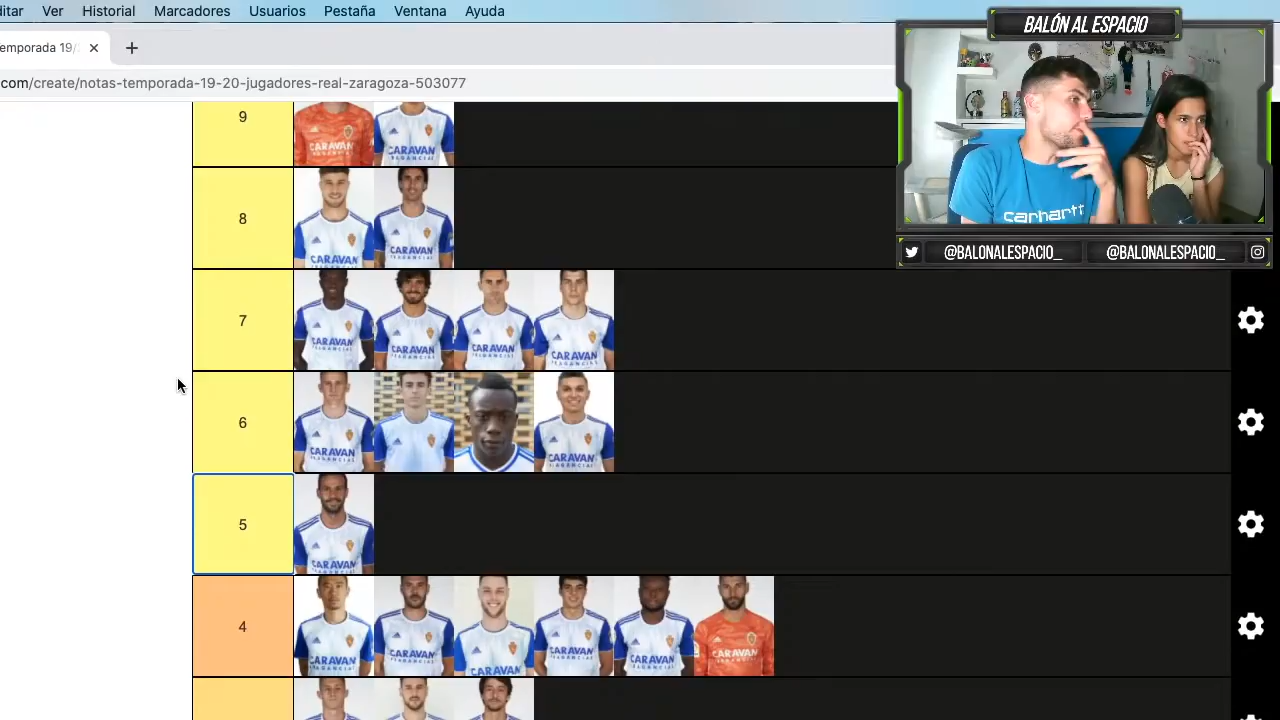 itar Ver Historial Marcadores Usuarios Pestaña Ventana Ayuda
emporada 19/
com/create/notas-temporada-19-20-jugadores-real-zaragoza-503077
BALÓN AL ESPACIO
carhartt
@BALONALESPACIO_ @BALONALESPACIO_
9
CARAVAN CARAVAN
8
CARAVAN CARAVAN
7
CARAVAN CARAVAN CARAVAN CARAVAN
6
CARAVAN CARAVAN
5
CARAVAN
4
CARAVAN CARAVAN CARAVAN CARAVAN CARAVAN CARAVAN